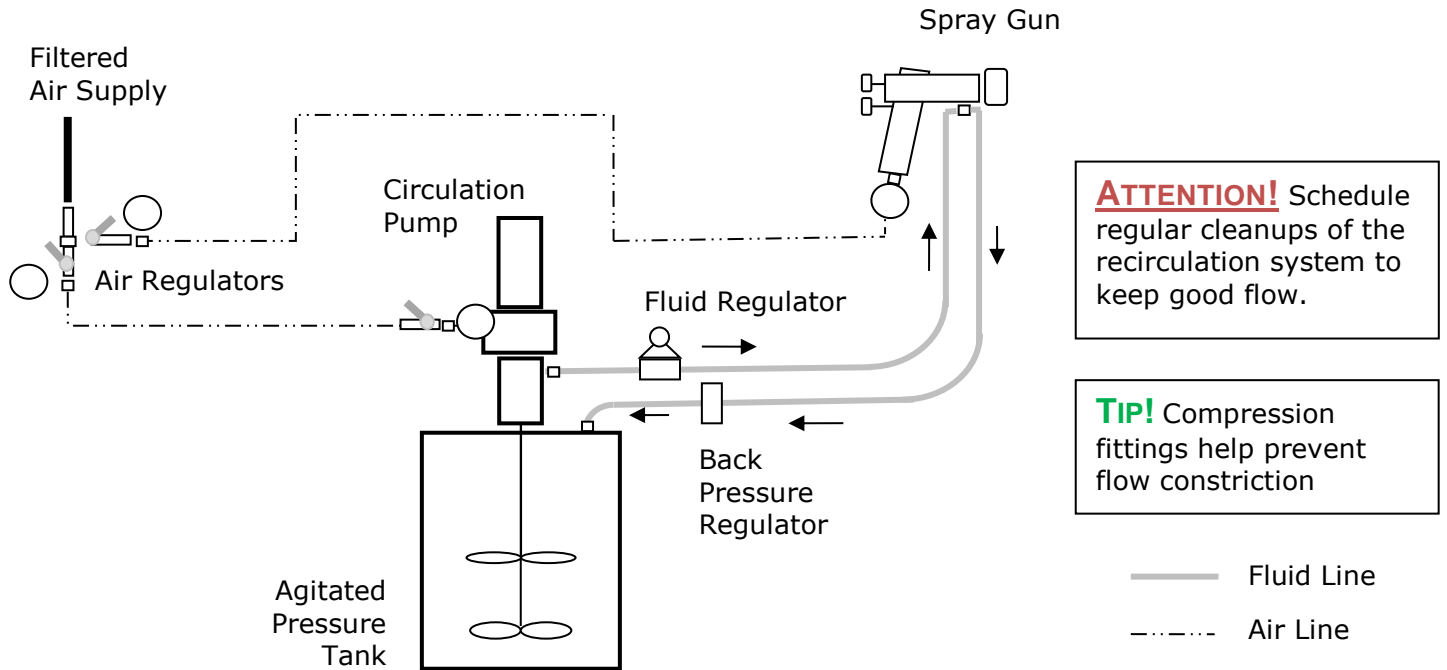 Spray Gun
Filtered
Air Supply
Circulation
Pump
ATTENTION! Schedule
regular cleanups of the
recirculation system to
keep good flow.
Air Regulators
Fluid Regulator
TIP! Compression
fittings help prevent
flow constriction
Back
Pressure
Regulator
Agitated
Pressure
Tank
Fluid Line
Air Line